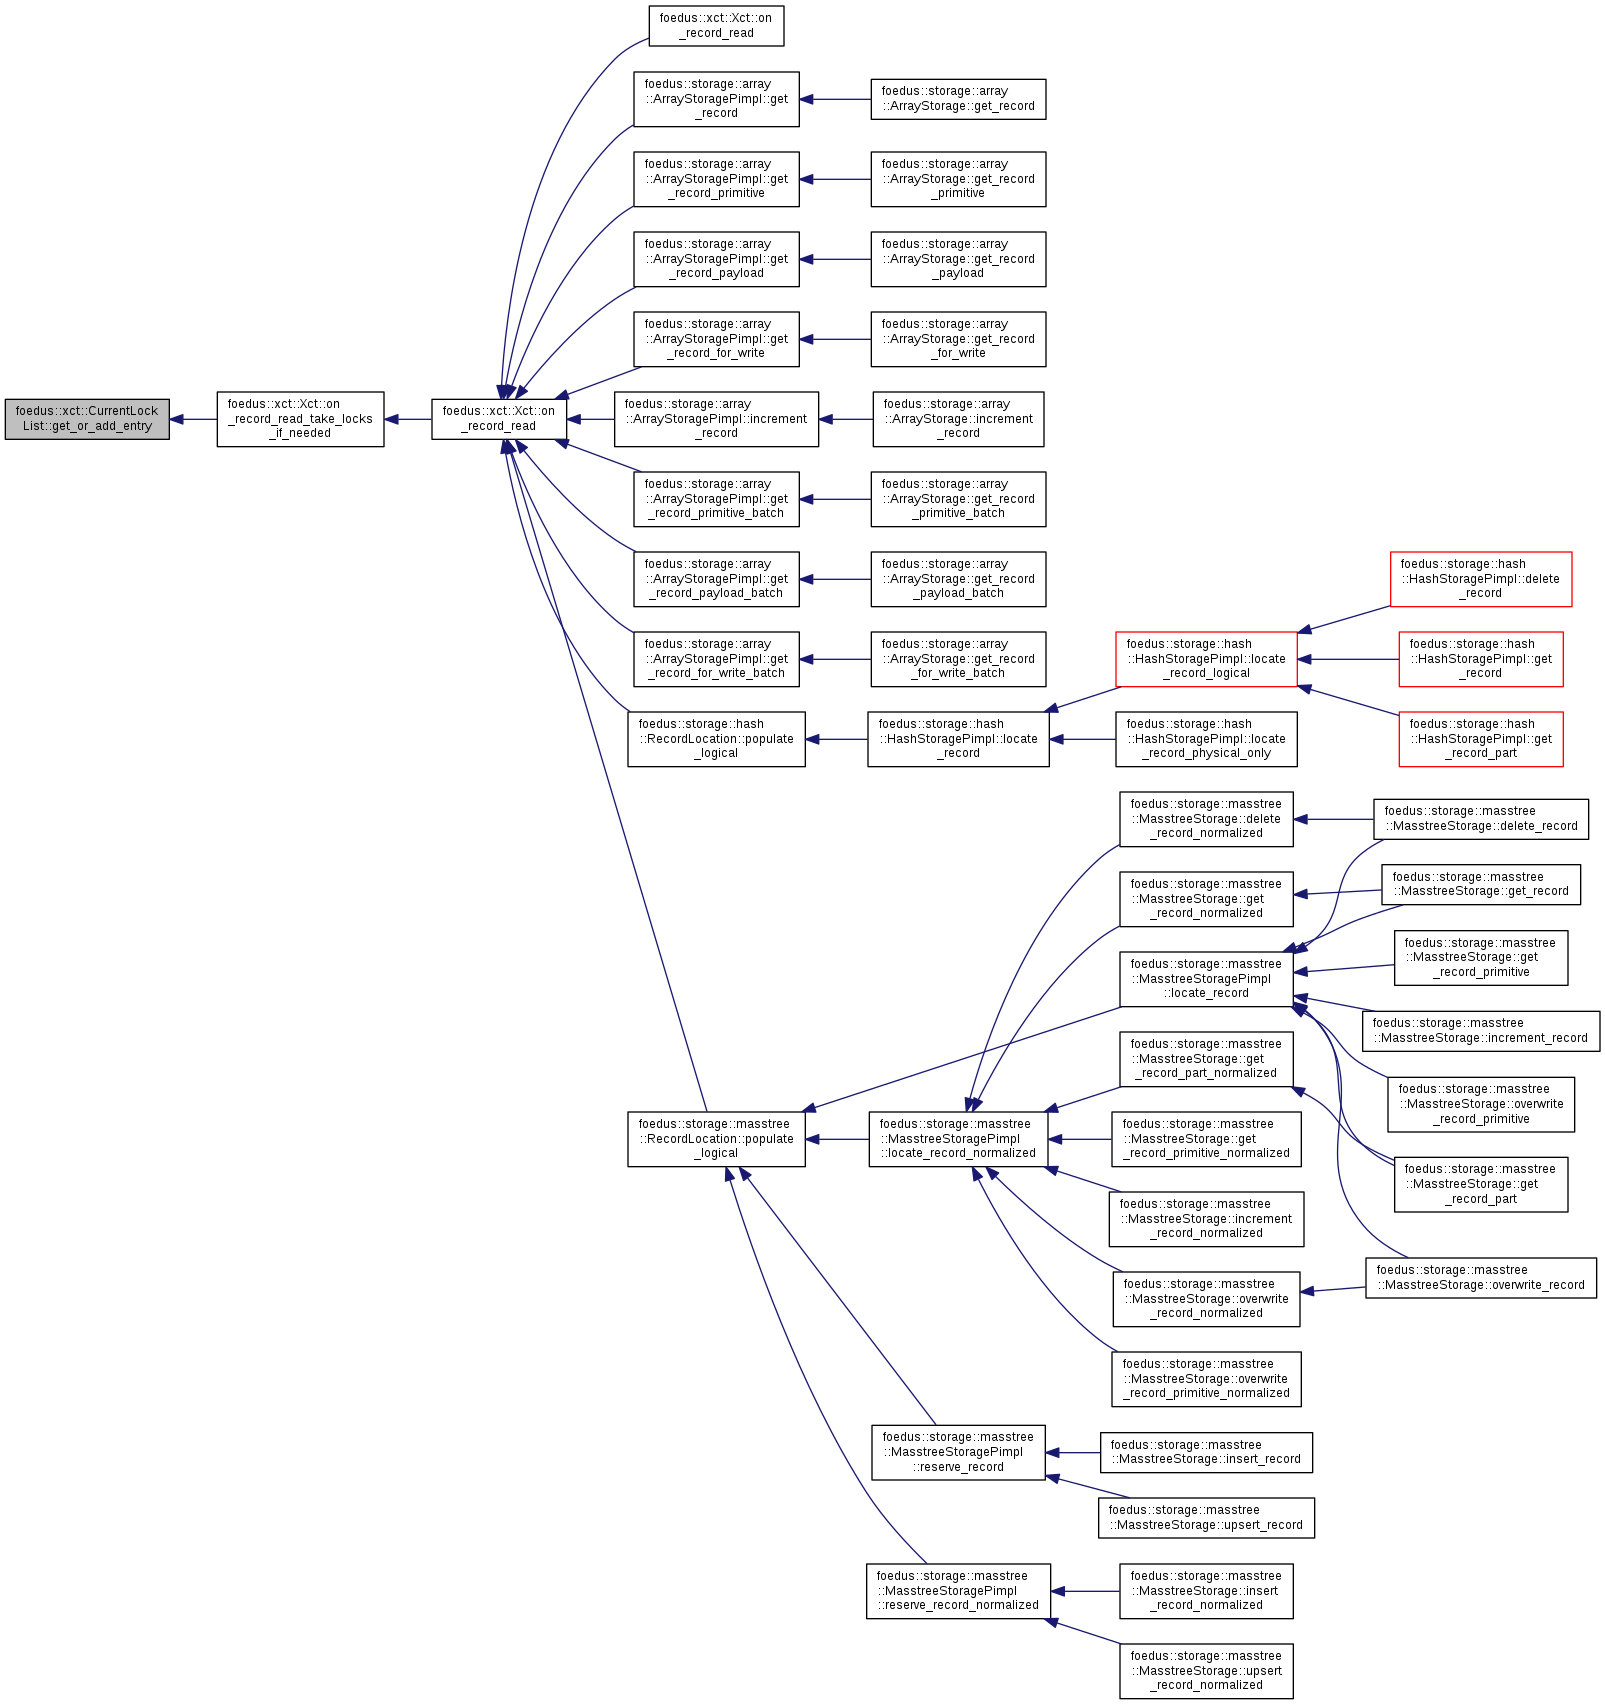 foedus::xct::CurrentLock
List::get_or_add_entry
foedus::xct::Xct::on
_record_read_take_locks
_if_needed
foedus::xct::Xct::on
_record_read
foedus::xct::Xct::on
_record_read
foedus::storage::array
::ArrayStoragePimpl::get
_record
foedus::storage::array
::ArrayStorage::get_record
foedus::storage::array
::ArrayStoragePimpl::get
_record_primitive
foedus::storage::array
::ArrayStorage::get_record
_primitive
foedus::storage::array
::ArrayStoragePimpl::get
_record_payload
foedus::storage::array
::ArrayStorage::get_record
_payload
foedus::storage::array
::ArrayStoragePimpl::get
_record_for_write
foedus::storage::array
::ArrayStorage::get_record
_for_write
foedus::storage::array
::ArrayStoragePimpl::increment
_record
foedus::storage::array
::ArrayStorage::increment
_record
foedus::storage::array
::ArrayStoragePimpl::get
_record_primitive_batch
foedus::storage::array
::ArrayStorage::get_record
_primitive_batch
foedus::storage::array
::ArrayStoragePimpl::get
_record_payload_batch
foedus::storage::array
::ArrayStorage::get_record
_payload_batch
foedus::storage::array
::ArrayStoragePimpl::get
_record_for_write_batch
foedus::storage::array
::ArrayStorage::get_record
_for_write_batch
foedus::storage::hash
::RecordLocation::populate
_logical
foedus::storage::hash
::HashStoragePimpl::locate
_record
foedus::storage::hash
::HashStoragePimpl::locate
_record_logical
foedus::storage::hash
::HashStoragePimpl::locate
_record_physical_only
foedus::storage::hash
::HashStoragePimpl::delete
_record
foedus::storage::hash
::HashStoragePimpl::get
_record
foedus::storage::hash
::HashStoragePimpl::get
_record_part
foedus::storage::masstree
::RecordLocation::populate
_logical
foedus::storage::masstree
::MasstreeStoragePimpl
::locate_record_normalized
foedus::storage::masstree
::MasstreeStoragePimpl
::reserve_record
foedus::storage::masstree
::MasstreeStoragePimpl
::reserve_record_normalized
foedus::storage::masstree
::MasstreeStorage::delete
_record_normalized
foedus::storage::masstree
::MasstreeStorage::get
_record_normalized
foedus::storage::masstree
::MasstreeStoragePimpl
::locate_record
foedus::storage::masstree
::MasstreeStorage::get
_record_part_normalized
foedus::storage::masstree
::MasstreeStorage::get
_record_primitive_normalized
foedus::storage::masstree
::MasstreeStorage::increment
_record_normalized
foedus::storage::masstree
::MasstreeStorage::overwrite
_record_normalized
foedus::storage::masstree
::MasstreeStorage::overwrite
_record_primitive_normalized
foedus::storage::masstree
::MasstreeStorage::insert_record
foedus::storage::masstree
::MasstreeStorage::upsert_record
foedus::storage::masstree
::MasstreeStorage::insert
_record_normalized
foedus::storage::masstree
::MasstreeStorage::upsert
_record_normalized
foedus::storage::masstree
::MasstreeStorage::delete_record
foedus::storage::masstree
::MasstreeStorage::get_record
foedus::storage::masstree
::MasstreeStorage::get
_record_primitive
foedus::storage::masstree
::MasstreeStorage::increment_record
foedus::storage::masstree
::MasstreeStorage::overwrite
_record_primitive
foedus::storage::masstree
::MasstreeStorage::get
_record_part
foedus::storage::masstree
::MasstreeStorage::overwrite_record